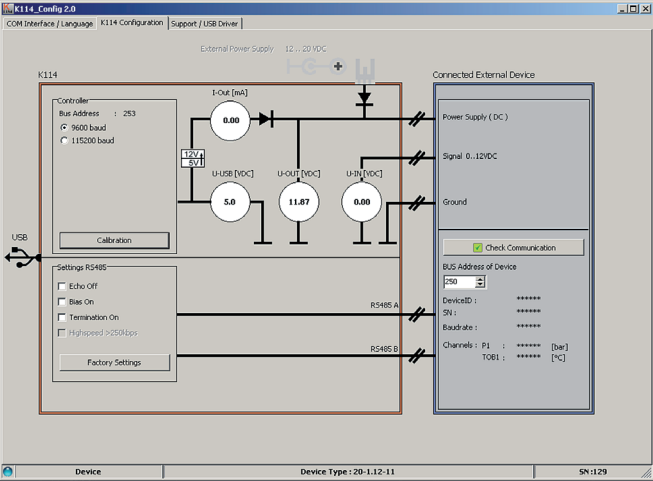 K114_Config 2.0
COM Interface / Language K114 Configuration Support / USB Driver
External Power Supply 12 .. 28 VDC
K114
Connected External Device
Controller
Bus Address : 253
9600 baud
115200 baud
Calibration
I-Out [mA]
0.00
12V
5V
U-USB [VDC] U-OUT [VDC] U-IN [VDC]
5.0 11.87 0.00
Power Supply ( DC )
Signal 0..12VDC
Ground
USB
Settings RS485
Echo Off
Bias On
Termination On
Highspeed >250kbps
Factory Settings
RS485 A
RS485 B
Check Communication
BUS Address of Device
250
DeviceID : ******
SN : ******
Baudrate : ******
Channels : P1 : ****** [bar]
TOB1 : ****** [°C]
Device Device Type : 20-1.12-11 SN :129